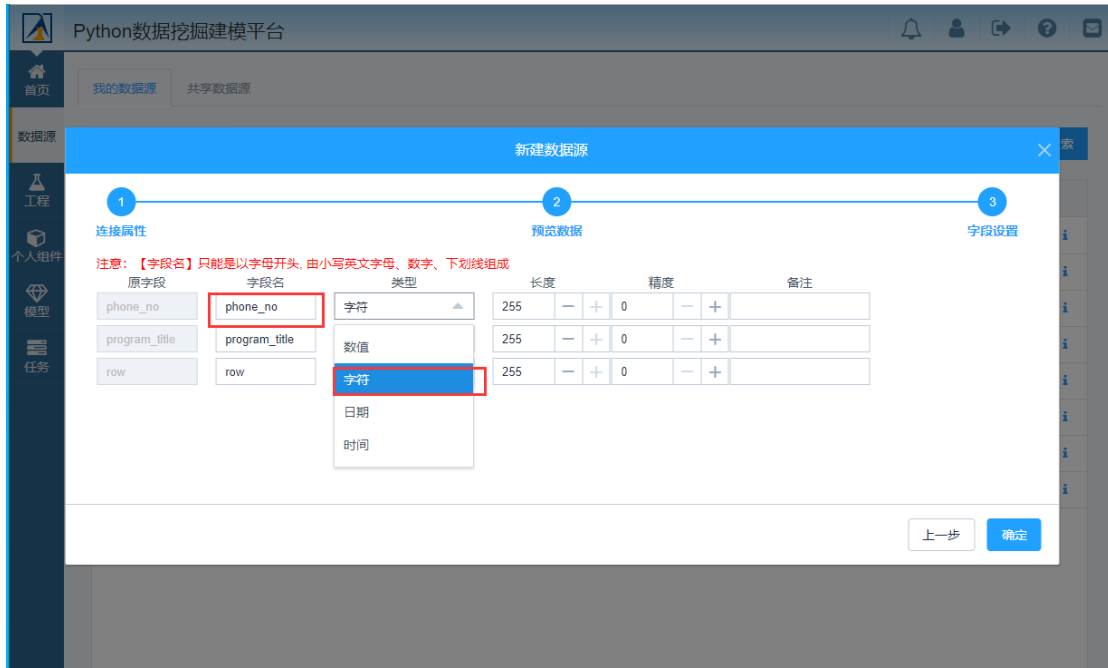 Python数据挖掘建模平台
首页
数据源
工程
个人组件
模型
任务
我的数据源 共享数据源
索
新建数据源
1 2 3
连接属性 预览数据 字段设置
注意：【字段名】只能是以字母开头, 由小写英文字母、数字、下划线组成
原字段 字段名 类型 长度 精度 备注
phone_no phone_no 字符 255 0
program_title program_title 255 0
row row 255 0
数值
字符
日期
时间
上一步 确定